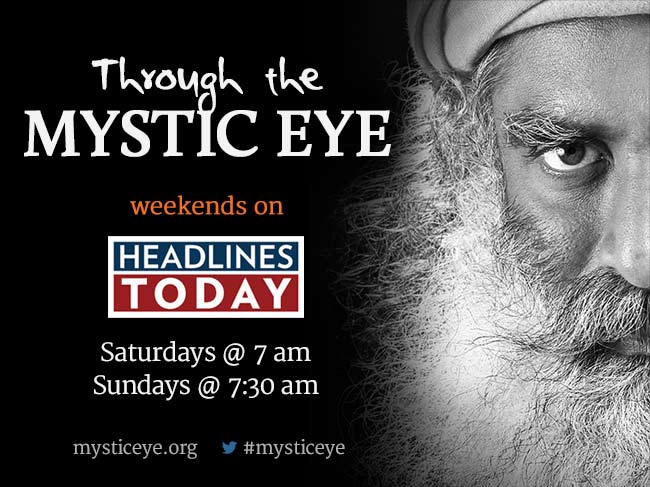 Through the
MYSTIC EYE
weekends on
HEADLINES
TODAY
Saturdays @ 7 am
Sundays @ 7:30 am
mysticeye.org #mysticeye